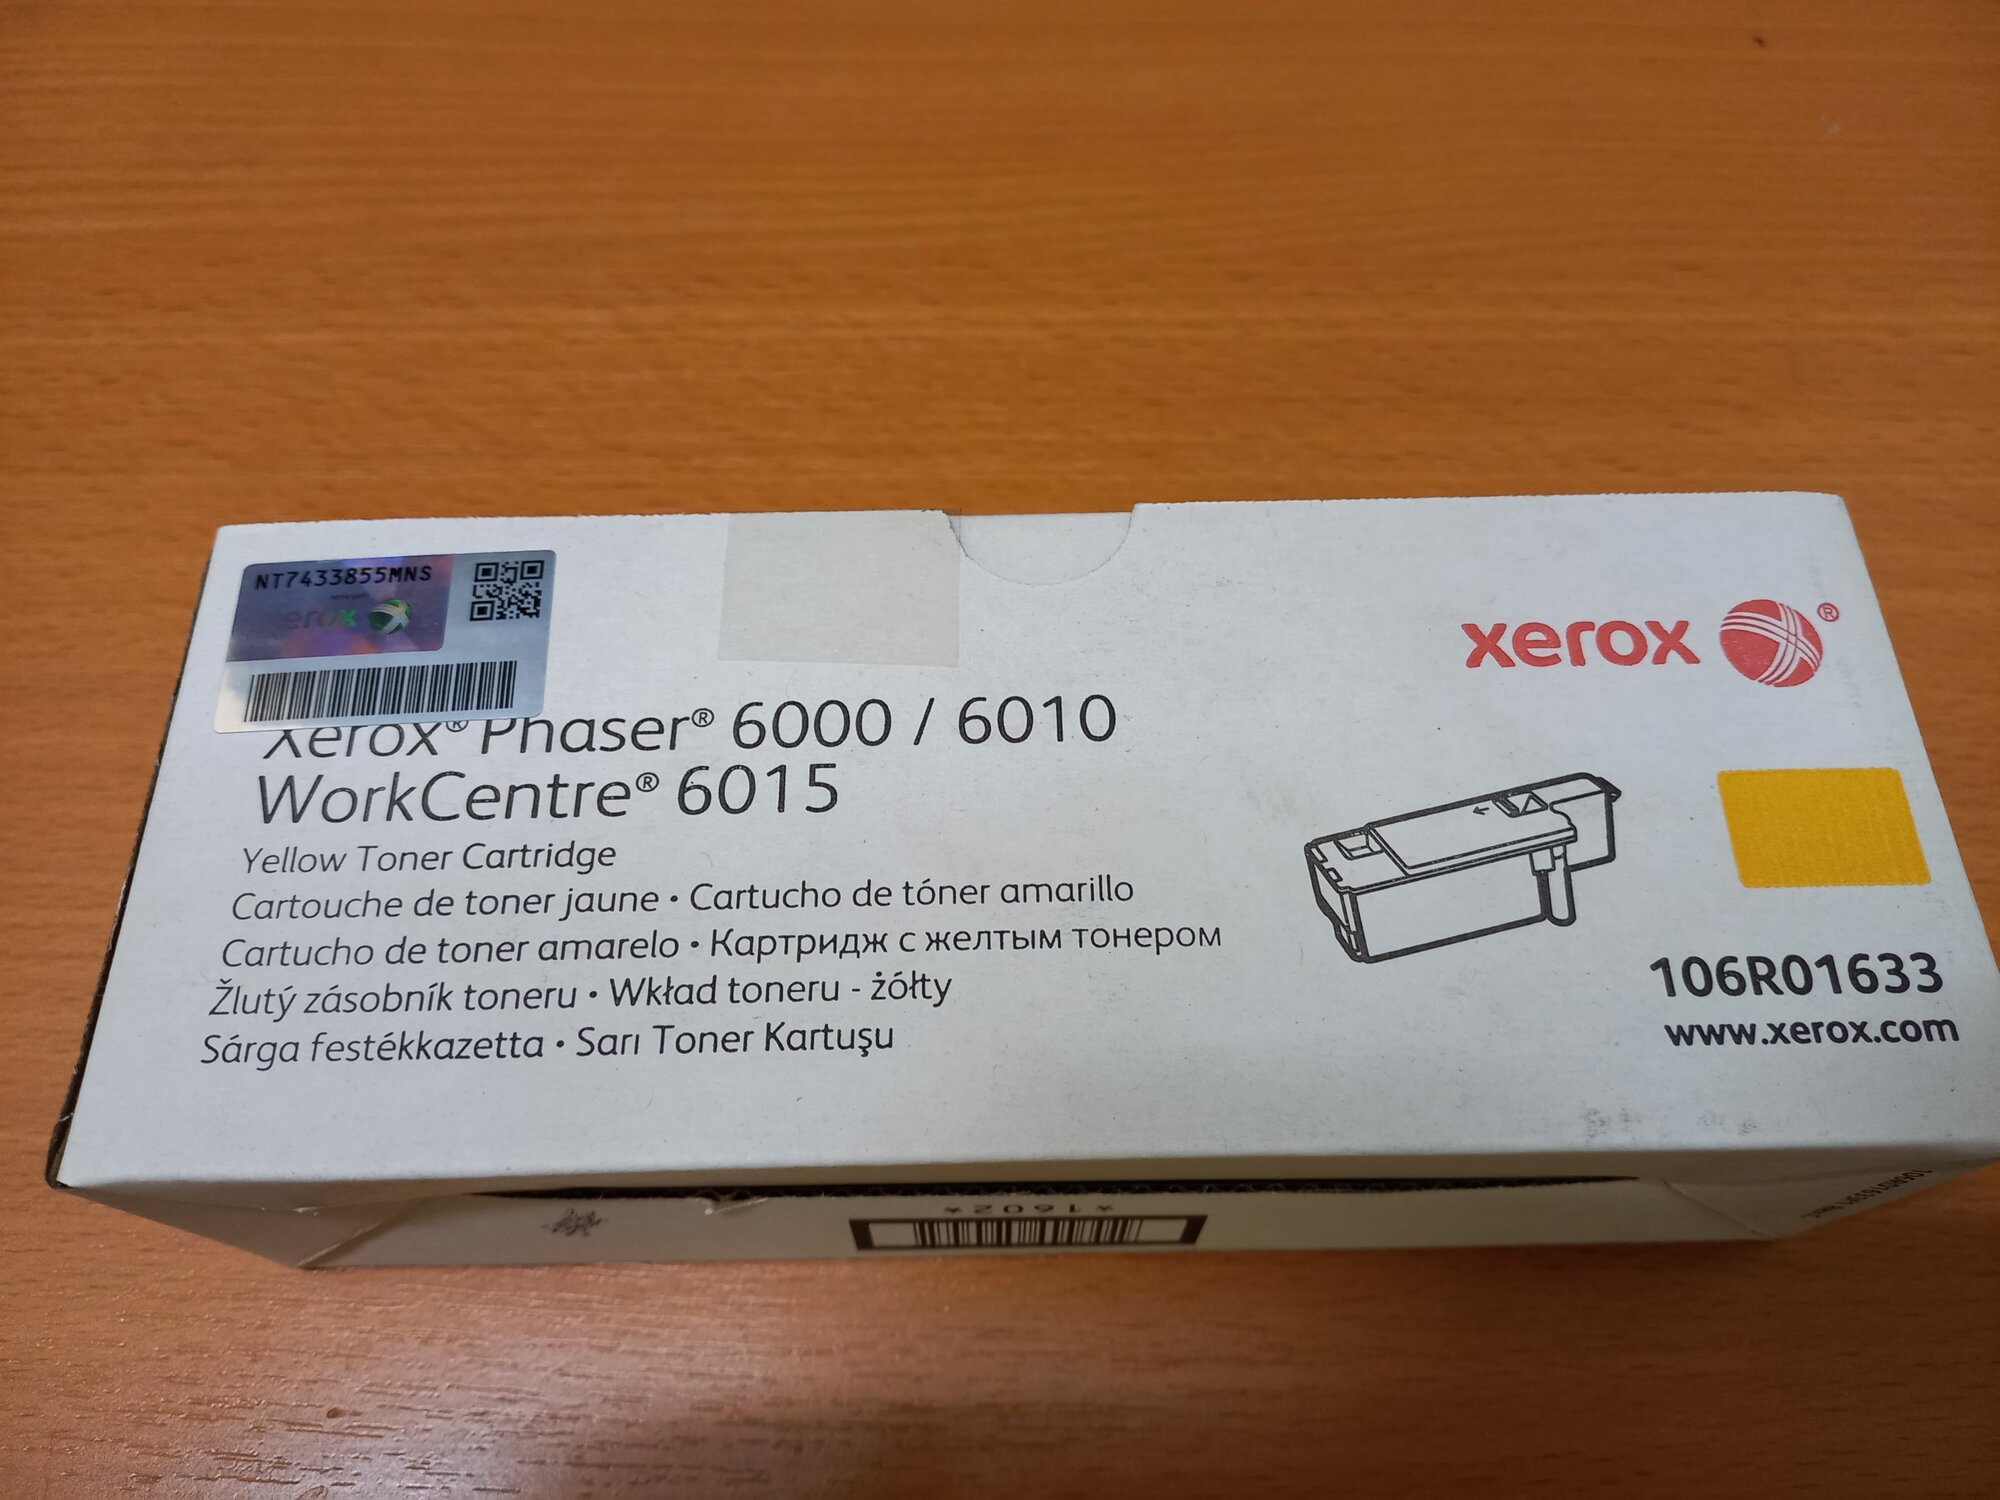 NT7433855MNS
xerox
xerox ®
Xerox® Phaser® 6000 / 6010
WorkCentre® 6015
Yellow Toner Cartridge
Cartouche de toner jaune • Cartucho de tóner amarillo
Cartucho de toner amarelo • Картридж с желтым тонером
Žlutý zásobník toneru • Wkład toneru - żółty
Sárga festékkazetta • Sarı Toner Kartuşu
106R01633
www.xerox.com
*1602*